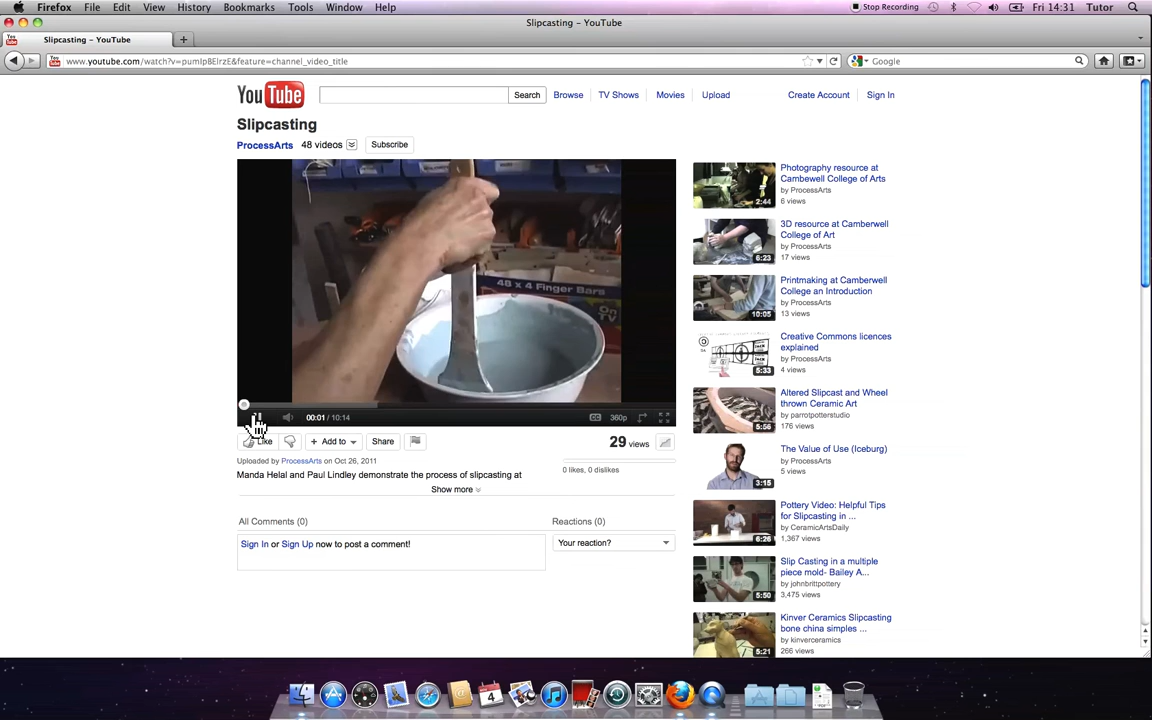 Firefox File Edit View History Bookmarks Tools Window Help Stop Recording Fri 14:31 Tutor
Slipcasting – YouTube
Slipcasting – YouTube
www.youtube.com/watch?v=pumIpBElrzE&feature=channel_video_title Google
YouTube Search Browse TV Shows Movies Upload Create Account Sign In
Slipcasting
ProcessArts 48 videos Subscribe
48 x 4 Finger Bars
On
TV
00:01 / 10:14 CC 360p
Like Add to Share 29 views
Uploaded by ProcessArts on Oct 26, 2011
0 likes, 0 dislikes
Manda Helal and Paul Lindley demonstrate the process of slipcasting at
Show more
All Comments (0) Reactions (0)
Sign In or Sign Up now to post a comment! Your reaction?
2:44
Photography resource at
Cambewell College of Arts
by ProcessArts
6 views
6:23
3D resource at Camberwell
College of Art
by ProcessArts
17 views
10:05
Printmaking at Camberwell
College an Introduction
by ProcessArts
13 views
5:33
Creative Commons licences
explained
by ProcessArts
4 views
5:56
Altered Slipcast and Wheel
thrown Ceramic Art
by parrotpotterstudio
176 views
3:15
The Value of Use (Iceburg)
by ProcessArts
5 views
6:26
Pottery Video: Helpful Tips
for Slipcasting in ...
by CeramicArtsDaily
1,367 views
5:50
Slip Casting in a multiple
piece mold- Bailey A...
by johnbrittpottery
3,475 views
5:21
Kinver Ceramics Slipcasting
bone china simples ...
by kinverceramics
266 views
4